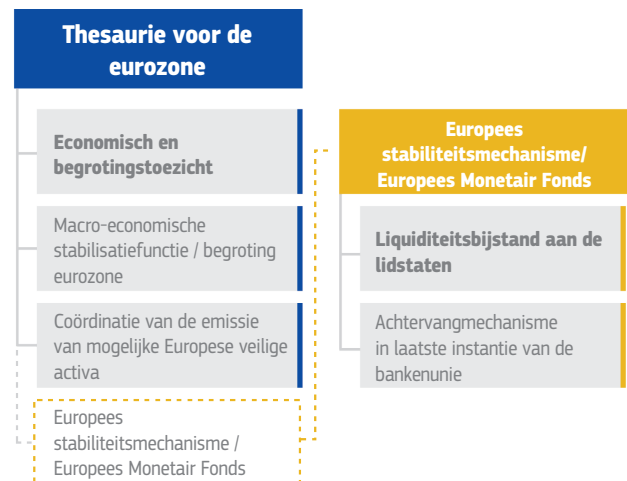 Thesaurie voor de
eurozone
Economisch en
begrotingstoezicht
Macro-economische
stabilisatiefunctie / begroting
eurozone
Coördinatie van de emissie
van mogelijke Europese veilige
activa
Europees
stabiliteitsmechanisme /
Europees Monetair Fonds
Europees
stabiliteitsmechanisme/
Europees Monetair Fonds
Liquiditeitsbijstand aan de
lidstaten
Achtervangmechanisme
in laatste instantie van de
bankenunie